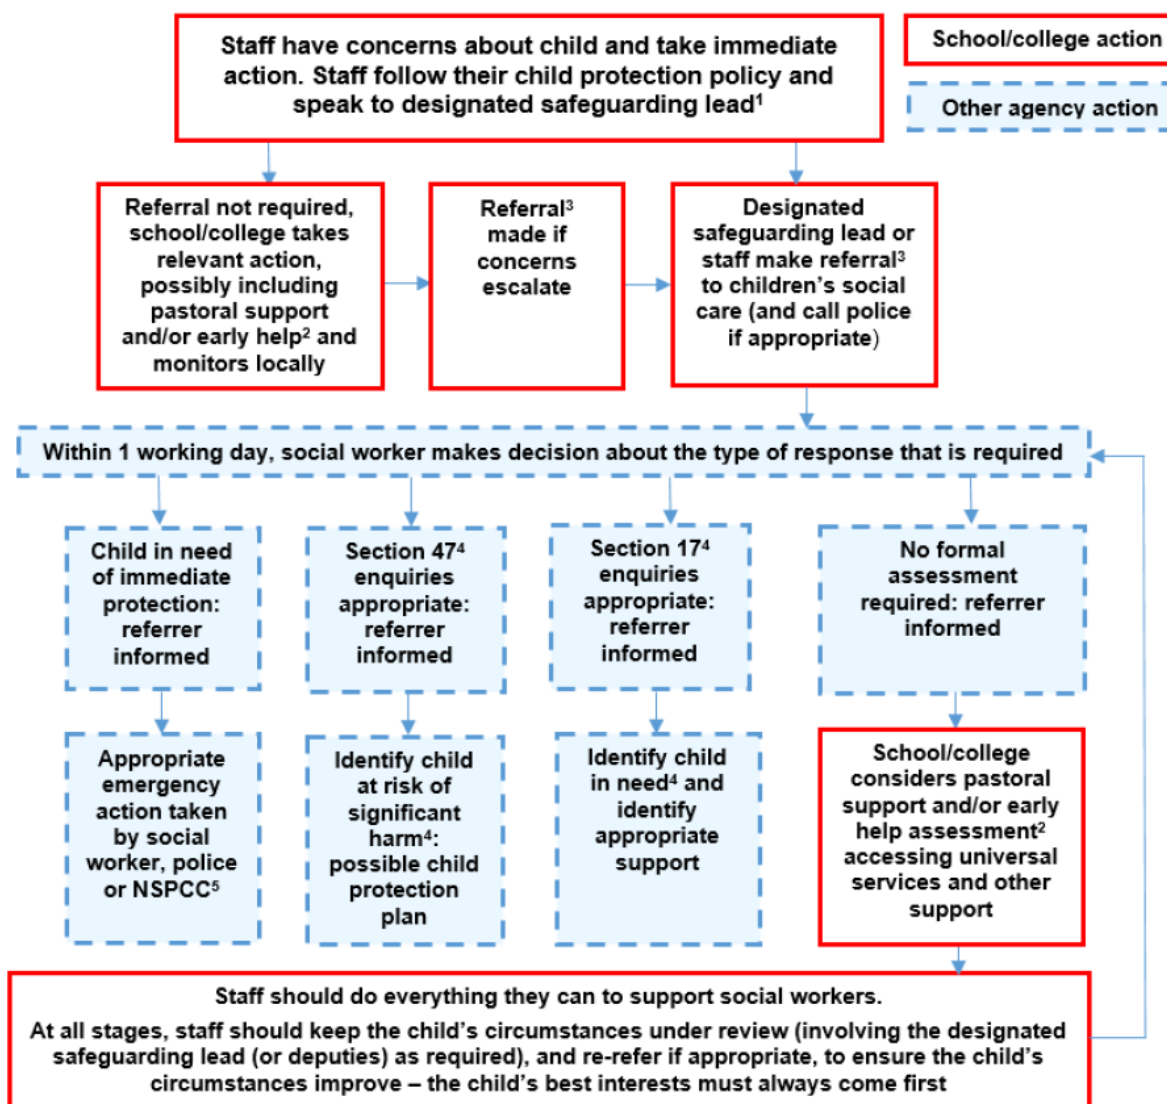 Staff have concerns about child and take immediate
action. Staff follow their child protection policy and
speak to designated safeguarding lead¹
School/college action
Other agency action
Referral not required,
school/college takes
relevant action,
possibly including
pastoral support
and/or early help² and
monitors locally
Referral³
made if
concerns
escalate
Designated
safeguarding lead or
staff make referral³
to children's social
care (and call police
if appropriate)
Within 1 working day, social worker makes decision about the type of response that is required
Child in need
of immediate
protection:
referrer
informed
Section 47⁴
enquiries
appropriate:
referrer
informed
Section 17⁴
enquiries
appropriate:
referrer
informed
No formal
assessment
required: referrer
informed
Appropriate
emergency
action taken
by social
worker, police
or NSPCC⁵
Identify child
at risk of
significant
harm⁴:
possible child
protection
plan
Identify child
in need⁴ and
identify
appropriate
support
School/college
considers pastoral
support and/or early
help assessment²
accessing universal
services and other
support
Staff should do everything they can to support social workers.
At all stages, staff should keep the child's circumstances under review (involving the designated
safeguarding lead (or deputies) as required), and re-refer if appropriate, to ensure the child's
circumstances improve – the child's best interests must always come first